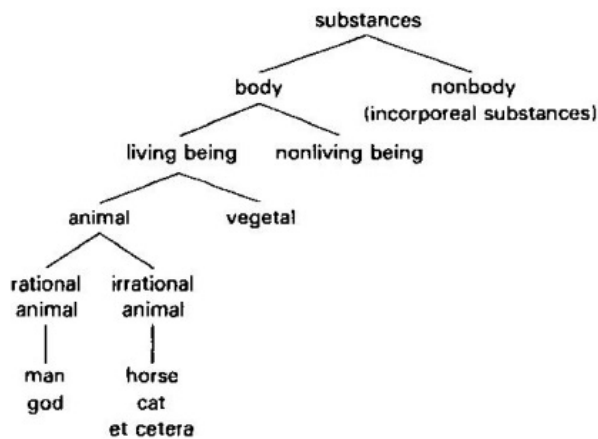 substances
body nonbody
(incorporeal substances)
living being nonliving being
animal vegetal
rational irrational
animal animal
man horse
god cat
et cetera